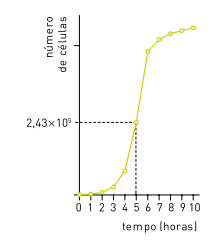 número
de células
2,43×10⁵
0 1 2 3 4 5 6 7 8 9 10
tempo (horas)